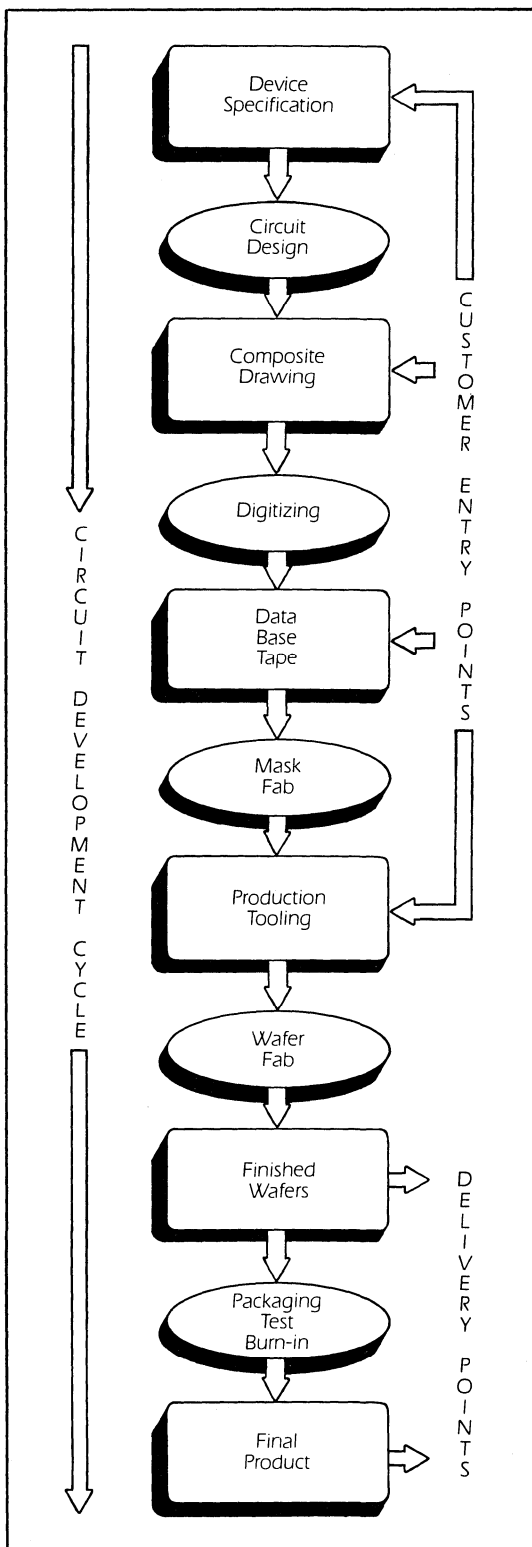 Device
Specification
Circuit
Design
Composite
Drawing
Digitizing
Data
Base
Tape
Mask
Fab
Production
Tooling
Wafer
Fab
Finished
Wafers
Packaging
Test
Burn-in
Final
Product
CIRCUIT DEVELOPMENT CYCLE
CUSTOMER ENTRY POINTS
DELIVERY POINTS